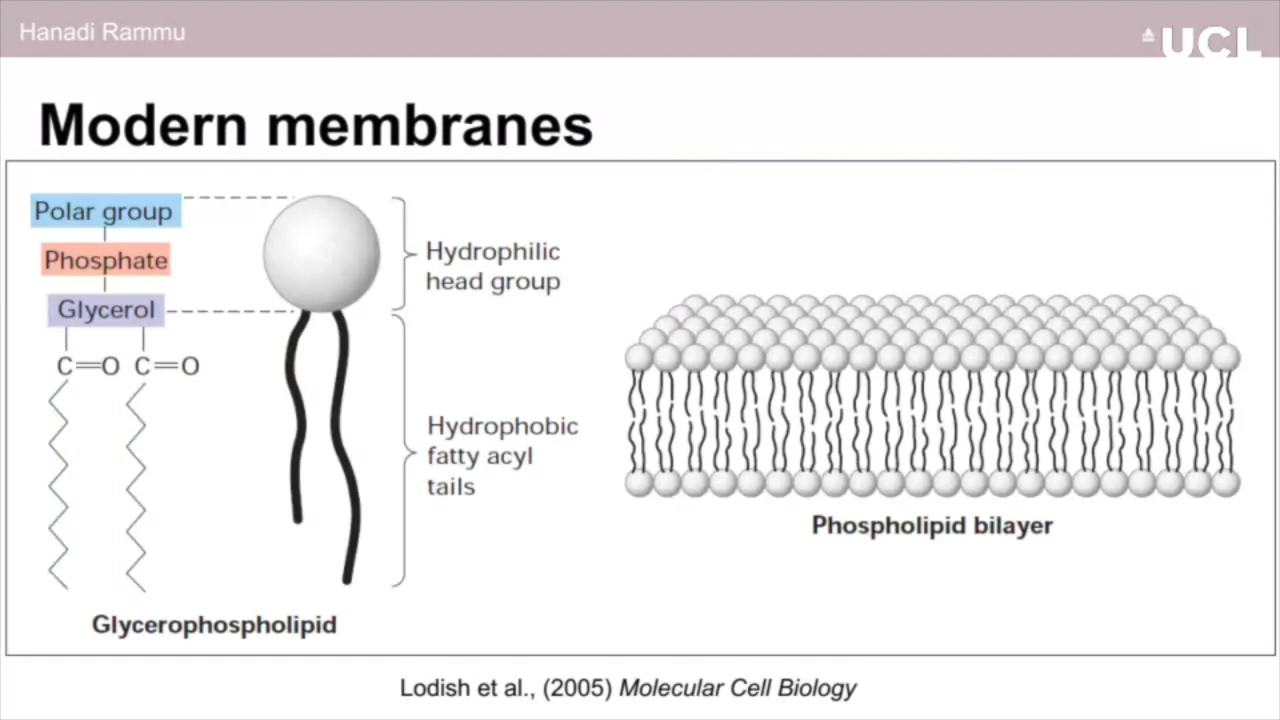 Hanadi Rammu
UCL
Modern membranes
Polar group
Phosphate
Glycerol
C=O C=O
Hydrophilic
head group
Hydrophobic
fatty acyl
tails
Glycerophospholipid
Phospholipid bilayer
Lodish et al., (2005) Molecular Cell Biology